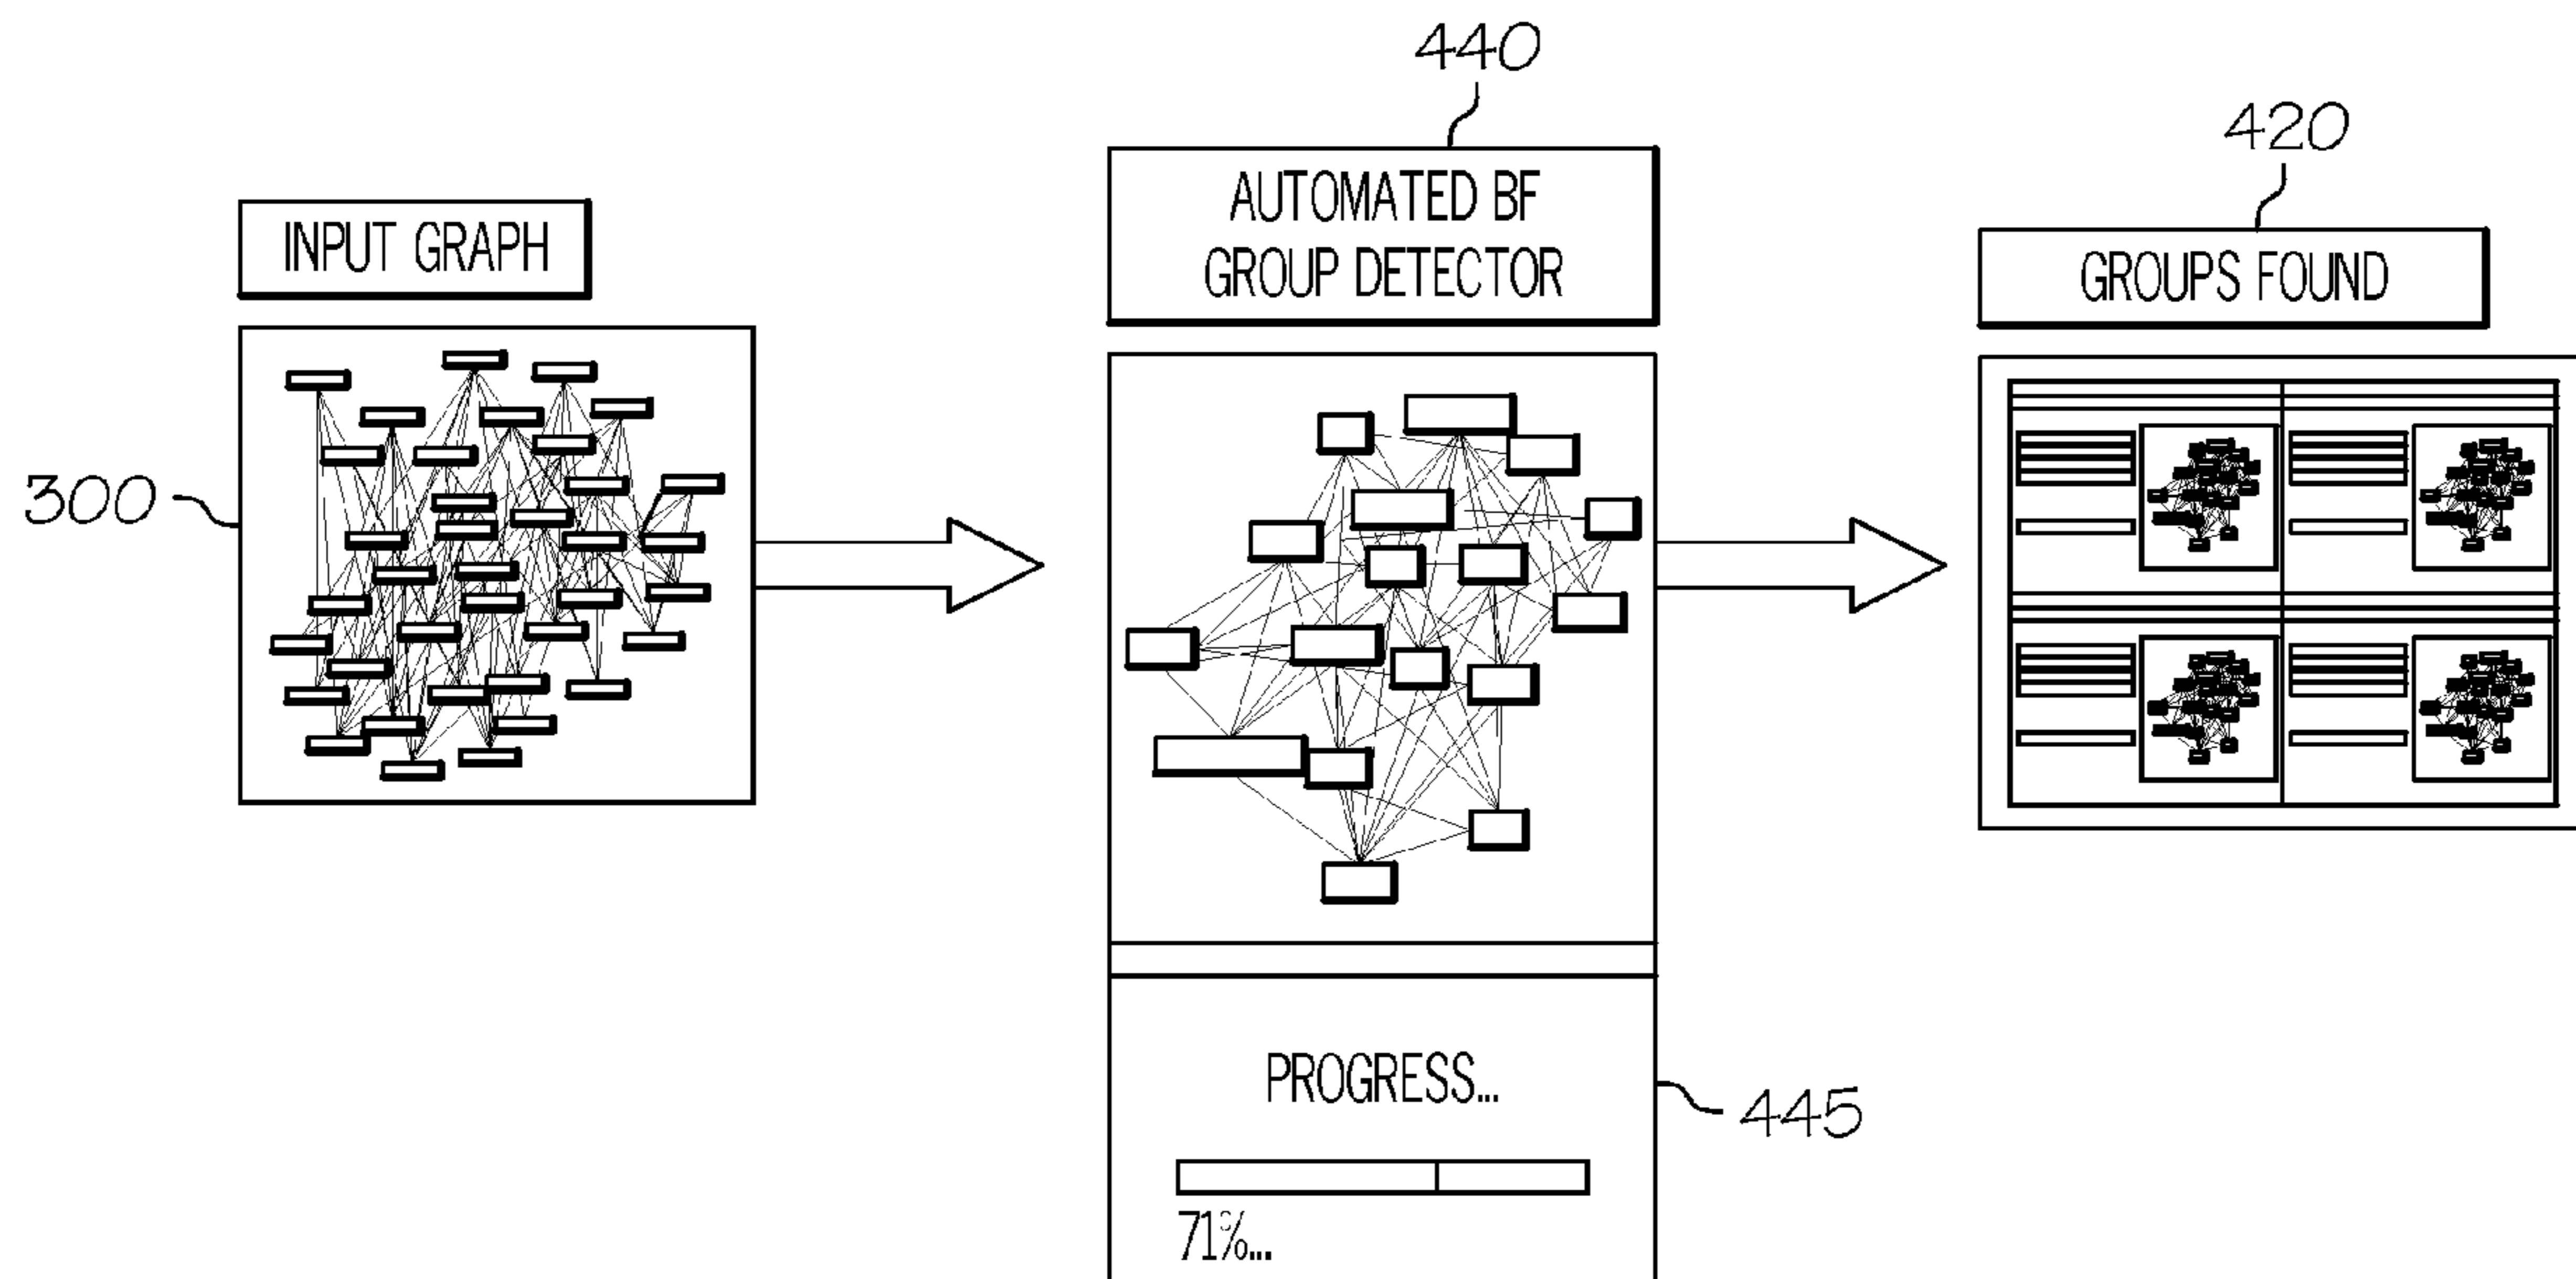 440
420
AUTOMATED BF
GROUP DETECTOR
INPUT GRAPH
GROUPS FOUND
300
PROGRESS...
445
71%...